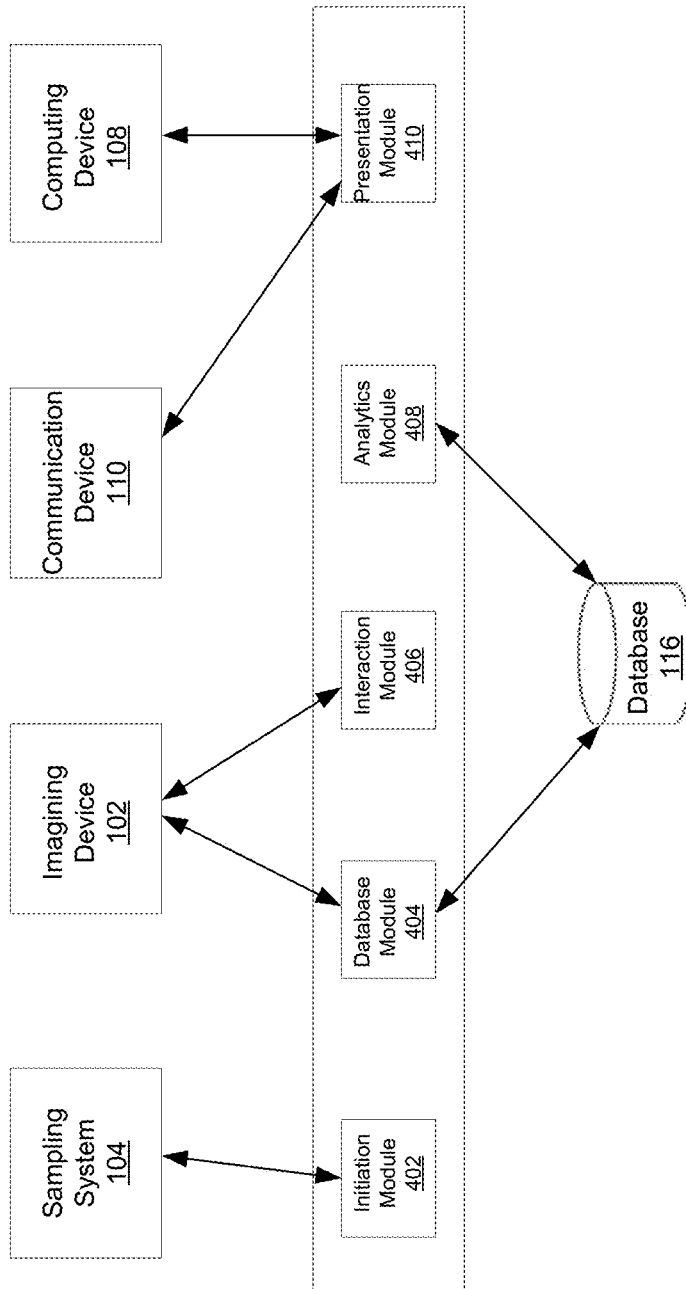 Sampling
System
104
Imagining
Device
102
Communication
Device
110
Computing
Device
108
Initiation
Module
402
Database
Module
404
Interaction
Module
406
Analytics
Module
408
Presentation
Module
410
Database
116